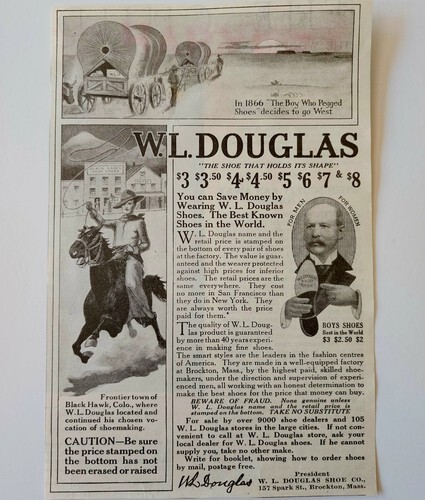 In 1866 "The Boy Who Pegged
Shoes" decides to go West
W.L.DOUGLAS
"THE SHOE THAT HOLDS ITS SHAPE"
$3 $3.50 $4 $4.50 $5 $6 $7 & $8
You can Save Money by
Wearing W. L. Douglas
Shoes. The Best Known
Shoes in the World.
W. L. Douglas name and the
retail price is stamped on
the bottom of every pair of shoes
at the factory. The value is guaran-
teed and the wearer protected
against high prices for inferior
shoes. The retail prices are the
same everywhere. They cost
no more in San Francisco than
they do in New York. They
are always worth the price
paid for them.
FOR MEN
FOR WOMEN
BOYS SHOES
Best in the World
$3 $2.50 $2
The quality of W. L. Doug-
las product is guaranteed
by more than 40 years experi-
ence in making fine shoes.
The smart styles are the leaders in the fashion centres
of America. They are made in a well-equipped factory
at Brockton, Mass., by the highest paid, skilled shoe-
makers, under the direction and supervision of experi-
enced men, all working with an honest determination to
make the best shoes for the price that money can buy.
BEWARE OF FRAUD. None genuine unless
W. L. Douglas name and the retail price is
stamped on the bottom. TAKE NO SUBSTITUTE
For sale by over 9000 shoe dealers and 105
W. L. Douglas stores in the large cities. If not con-
venient to call at W. L. Douglas store, ask your
local dealer for W. L. Douglas shoes. If he cannot
supply you, take no other make.
Write for booklet, showing how to order shoes
by mail, postage free.
W.L.Douglas
President
W. L. DOUGLAS SHOE CO.,
157 Spark St., Brockton, Mass.
Frontier town of
Black Hawk, Colo., where
W.L. Douglas located and
continued his chosen vo-
cation of shoemaking.
CAUTION—Be sure
the price stamped on
the bottom has not
been erased or raised